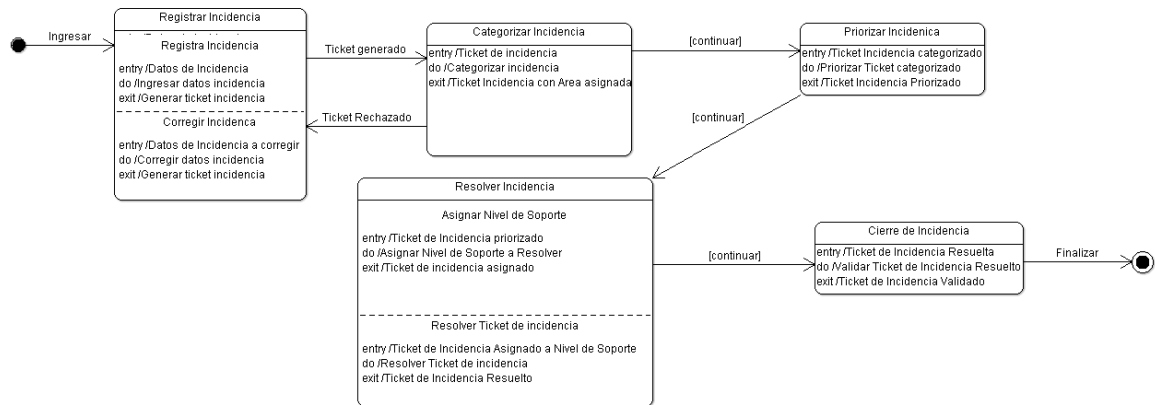 Registrar Incidencia
Ingresar
Registra Incidencia
entry /Datos de Incidencia
do /Ingresar datos incidencia
exit /Generar ticket incidencia
Corregir Incidenca
entry /Datos de Incidencia a corregir
do /Corregir datos incidencia
exit /Generar ticket incidencia
Ticket generado
Ticket Rechazado
Categorizar Incidencia
entry /Ticket de incidencia
do /Categorizar incidencia
exit /Ticket Incidencia con Area asignada
[continuar]
Priorizar Incidenica
entry /Ticket Incidencia categorizado
do /Priorizar Ticket categorizado
exit /Ticket Incidencia Priorizado
[continuar]
Resolver Incidencia
Asignar Nivel de Soporte
entry /Ticket de Incidencia priorizado
do /Asignar Nivel de Soporte a Resolver
exit /Ticket de incidencia asignado
Resolver Ticket de incidencia
entry /Ticket de Incidencia Asignado a Nivel de Soporte
do /Resolver Ticket de incidencia
exit /Ticket de Incidencia Resuelto
[continuar]
Cierre de Incidencia
entry /Ticket de Incidencia Resuelta
do /Validar Ticket de Incidencia Resuelto
exit /Ticket de Incidencia Validado
Finalizar